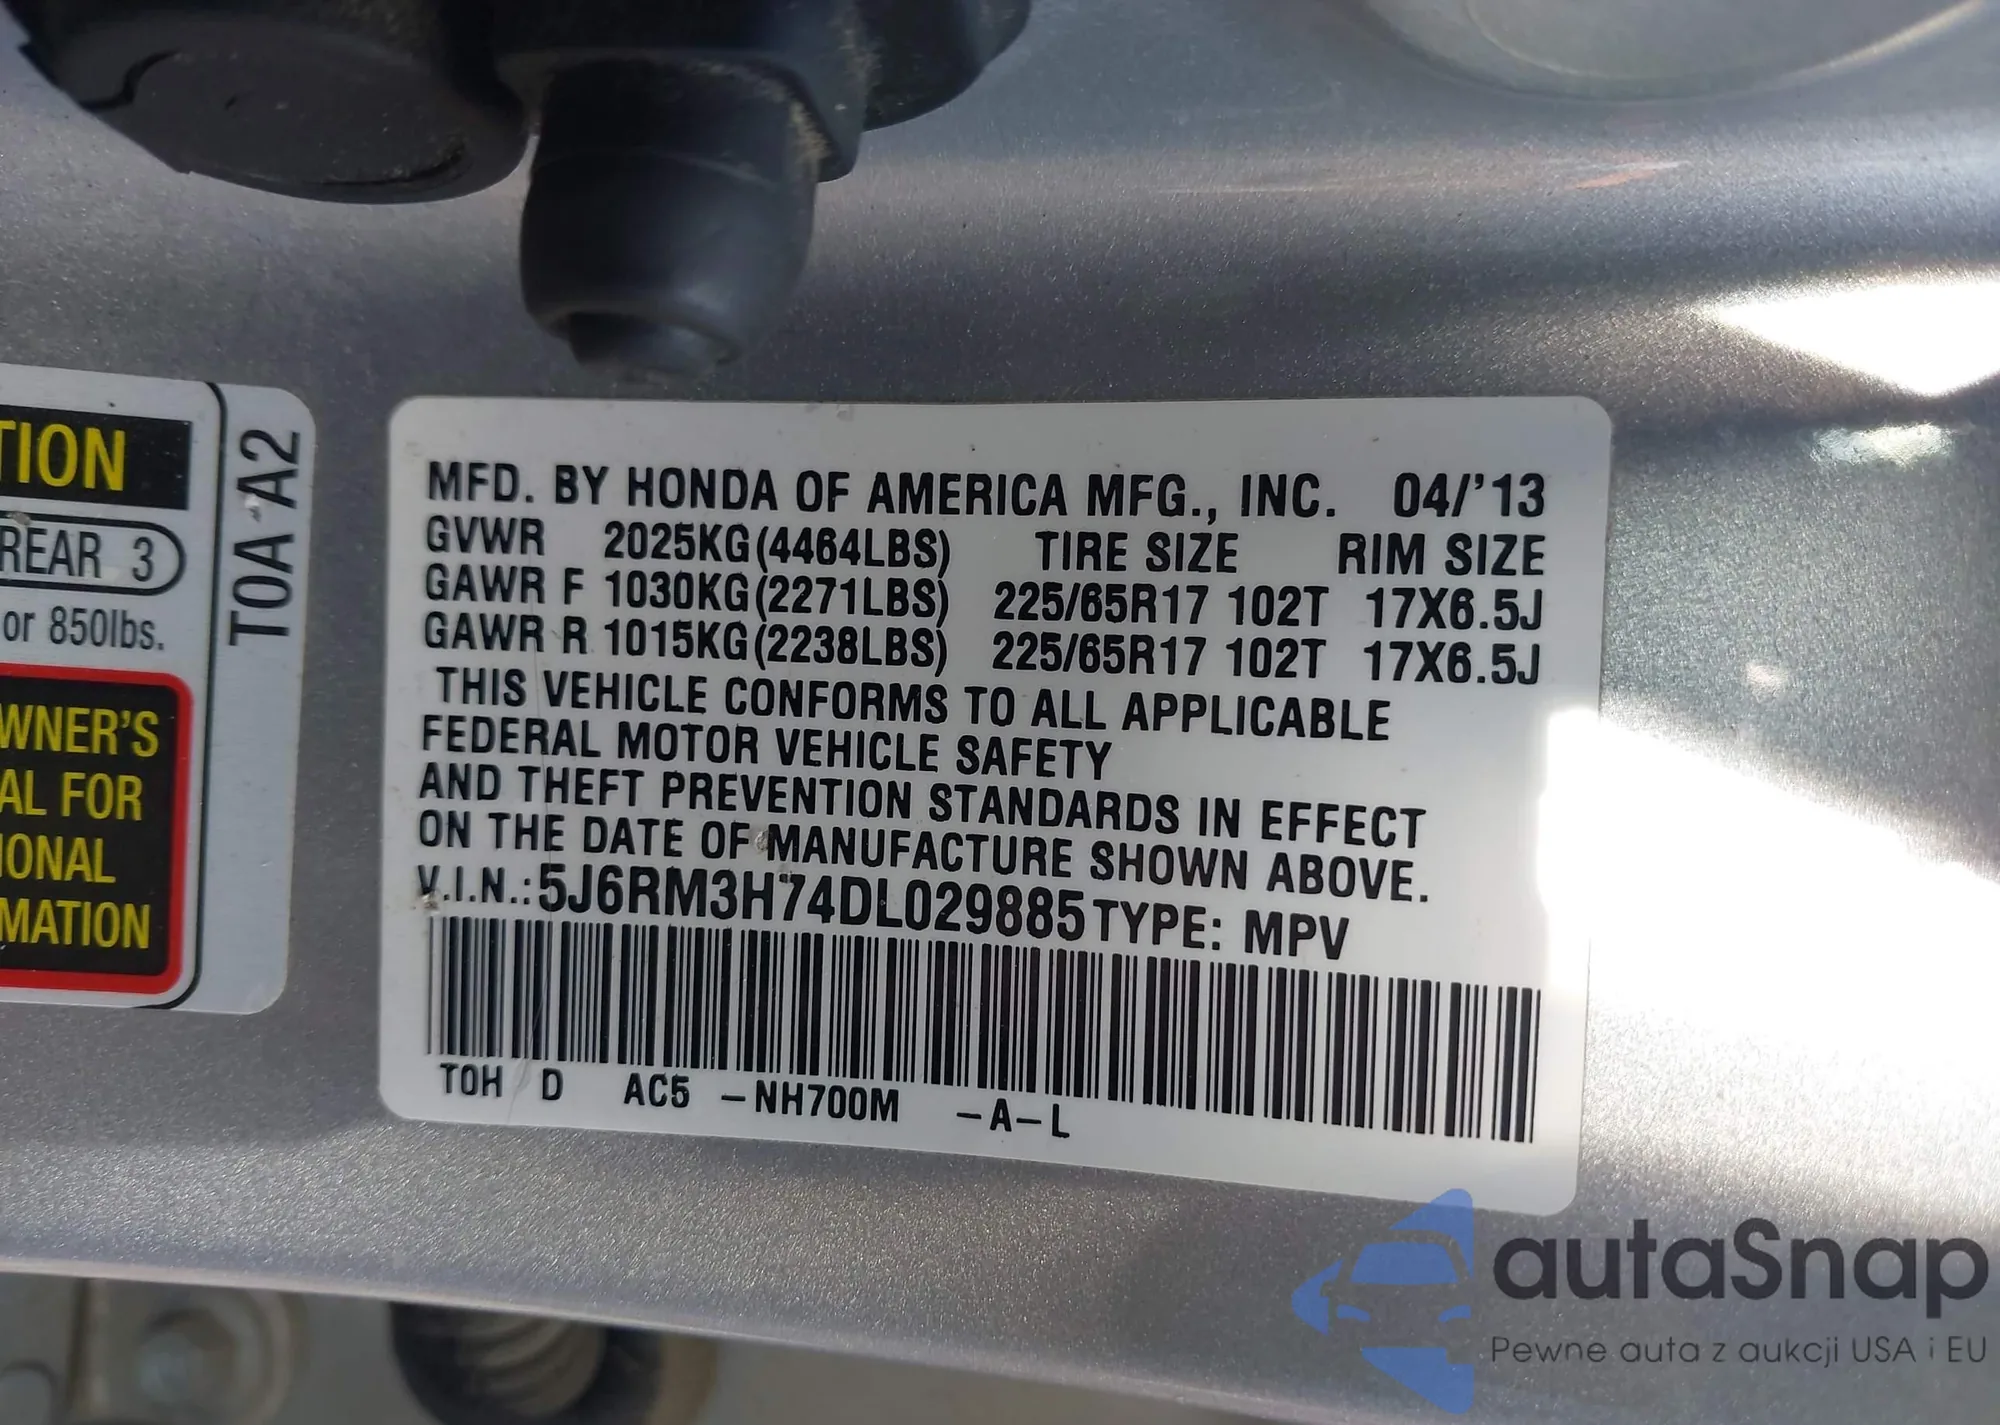 TION
REAR 3
or 850lbs.
WNER'S
AL FOR
IONAL
MATION
T0A A2
MFD. BY HONDA OF AMERICA MFG., INC. 04/'13
GVWR 2025KG(4464LBS) TIRE SIZE RIM SIZE
GAWR F 1030KG(2271LBS) 225/65R17 102T 17X6.5J
GAWR R 1015KG(2238LBS) 225/65R17 102T 17X6.5J
THIS VEHICLE CONFORMS TO ALL APPLICABLE
FEDERAL MOTOR VEHICLE SAFETY
AND THEFT PREVENTION STANDARDS IN EFFECT
ON THE DATE OF MANUFACTURE SHOWN ABOVE.
V.I.N.: 5J6RM3H74DL029885 TYPE: MPV
T0H D AC5 –NH700M –A–L
autaSnap
Pewne auta z aukcji USA i EU